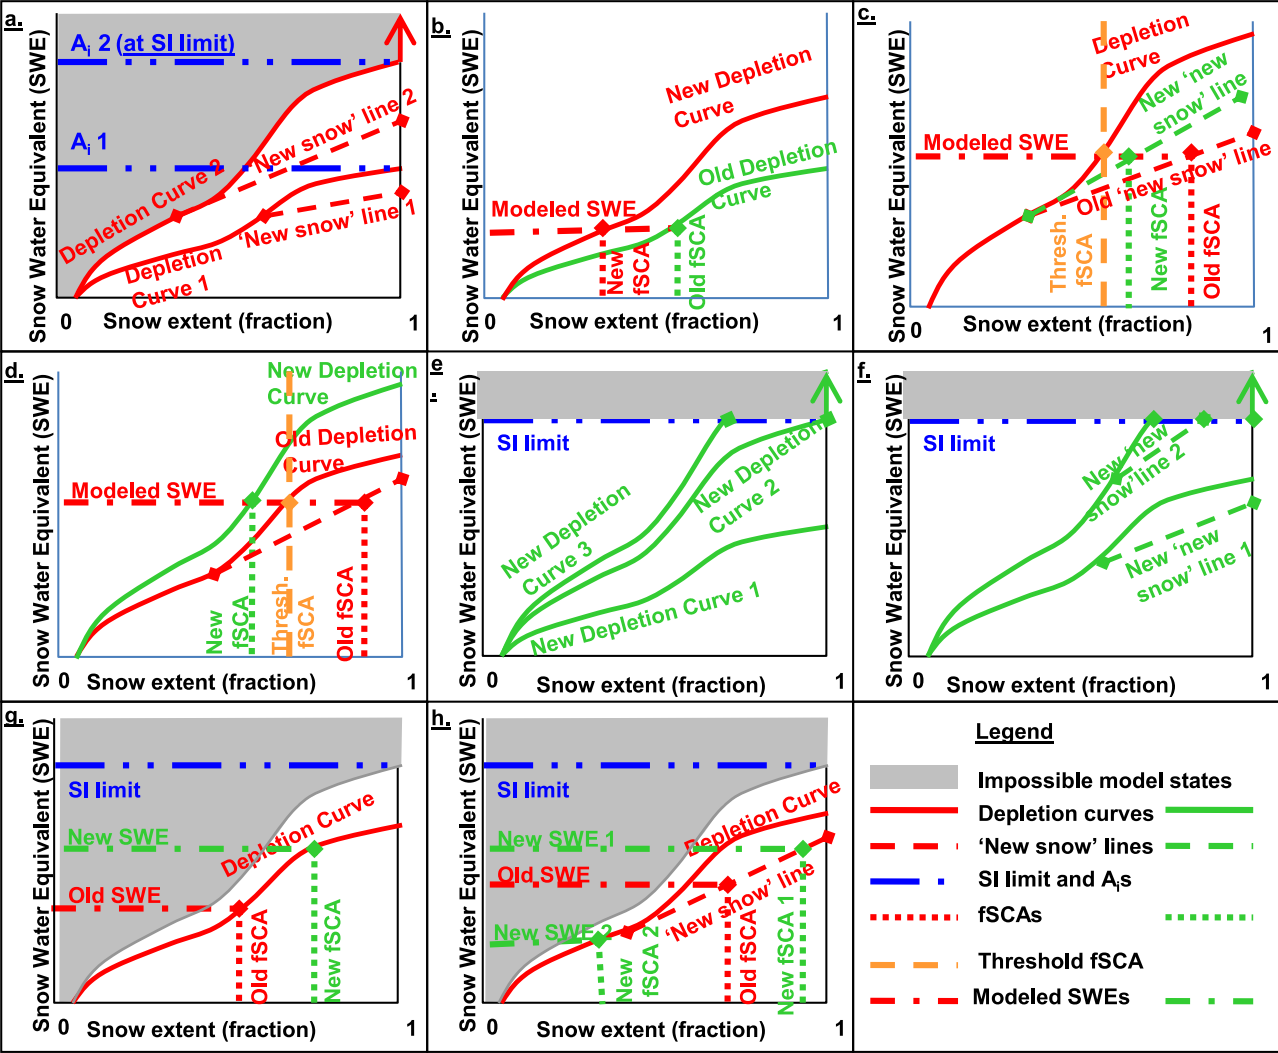 a.
Snow Water Equivalent (SWE)
Ai 2 (at SI limit)
Ai 1
'New snow' line 2
Depletion Curve 2
'New snow' line 1
Depletion
Curve 1
0
Snow extent (fraction)
1
b.
Snow Water Equivalent (SWE)
New Depletion
Curve
Old Depletion
Curve
Modeled SWE
New
fSCA
Old fSCA
0
Snow extent (fraction)
1
c.
Snow Water Equivalent (SWE)
Depletion
Curve
New 'new
snow' line
Modeled SWE
Old 'new snow' line
Thresh.
fSCA
New fSCA
Old fSCA
0
Snow extent (fraction)
1
d.
Snow Water Equivalent (SWE)
New Depletion
Curve
Old Depletion
Curve
Modeled SWE
New
fSCA
Thresh.
fSCA
Old fSCA
0
Snow extent (fraction)
1
e
.
Snow Water Equivalent (SWE)
SI limit
New Depletion
Curve 3
New Depletion
Curve 2
New Depletion Curve 1
0
Snow extent (fraction)
1
f.
Snow Water Equivalent (SWE)
SI limit
New 'new
snow'line 2
New 'new
snow' line 1
0
Snow extent (fraction)
1
g.
Snow Water Equivalent (SWE)
SI limit
New SWE
Depletion Curve
Old SWE
Old fSCA
New fSCA
0
Snow extent (fraction)
1
h.
Snow Water Equivalent (SWE)
SI limit
New SWE 1
Depletion Curve
Old SWE
'New snow' line
New SWE 2
New
fSCA 2
Old fSCA
New fSCA 1
0
Snow extent (fraction)
1
Legend
Impossible model states
Depletion curves
'New snow' lines
SI limit and Ais
fSCAs
Threshold fSCA
Modeled SWEs